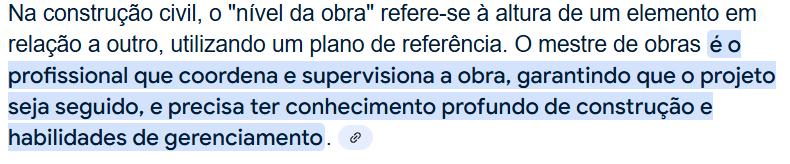 Na construção civil, o "nível da obra" refere-se à altura de um elemento em
relação a outro, utilizando um plano de referência. O mestre de obras é o
profissional que coordena e supervisiona a obra, garantindo que o projeto
seja seguido, e precisa ter conhecimento profundo de construção e
habilidades de gerenciamento.